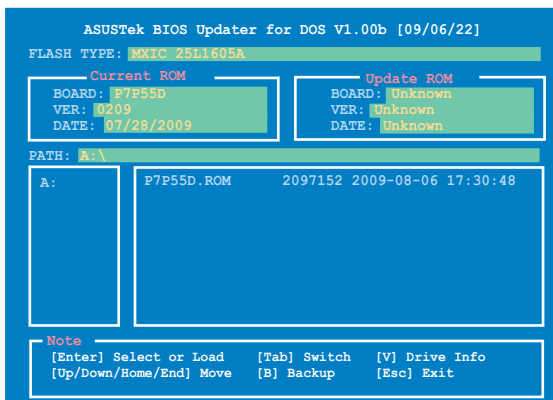 ASUSTek BIOS Updater for DOS V1.00b [09/06/22]
FLASH TYPE: MXIC 25L1605A
Current ROM
BOARD: P7P55D
VER: 0209
DATE: 07/28/2009
Update ROM
BOARD: Unknown
VER: Unknown
DATE: Unknown
PATH: A:\
A:
P7P55D.ROM 2097152 2009-08-06 17:30:48
Note
[Enter] Select or Load [Tab] Switch [V] Drive Info
[Up/Down/Home/End] Move [B] Backup [Esc] Exit